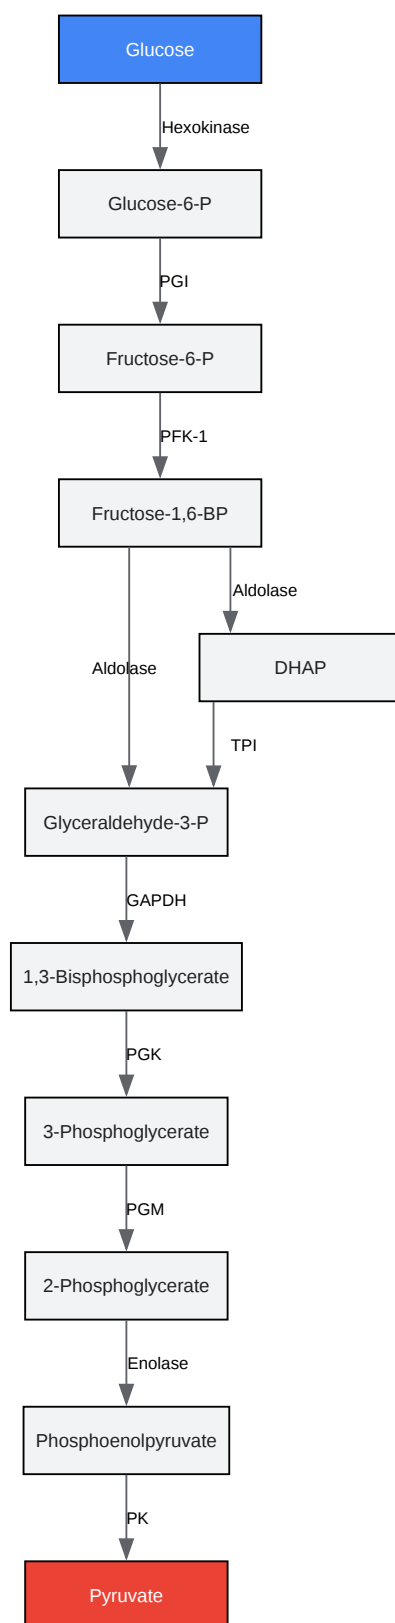 Glucose
Hexokinase
Glucose-6-P
PGI
Fructose-6-P
PFK-1
Fructose-1,6-BP
Aldolase
DHAP
Aldolase
TPI
Glyceraldehyde-3-P
GAPDH
1,3-Bisphosphoglycerate
PGK
3-Phosphoglycerate
PGM
2-Phosphoglycerate
Enolase
Phosphoenolpyruvate
PK
Pyruvate